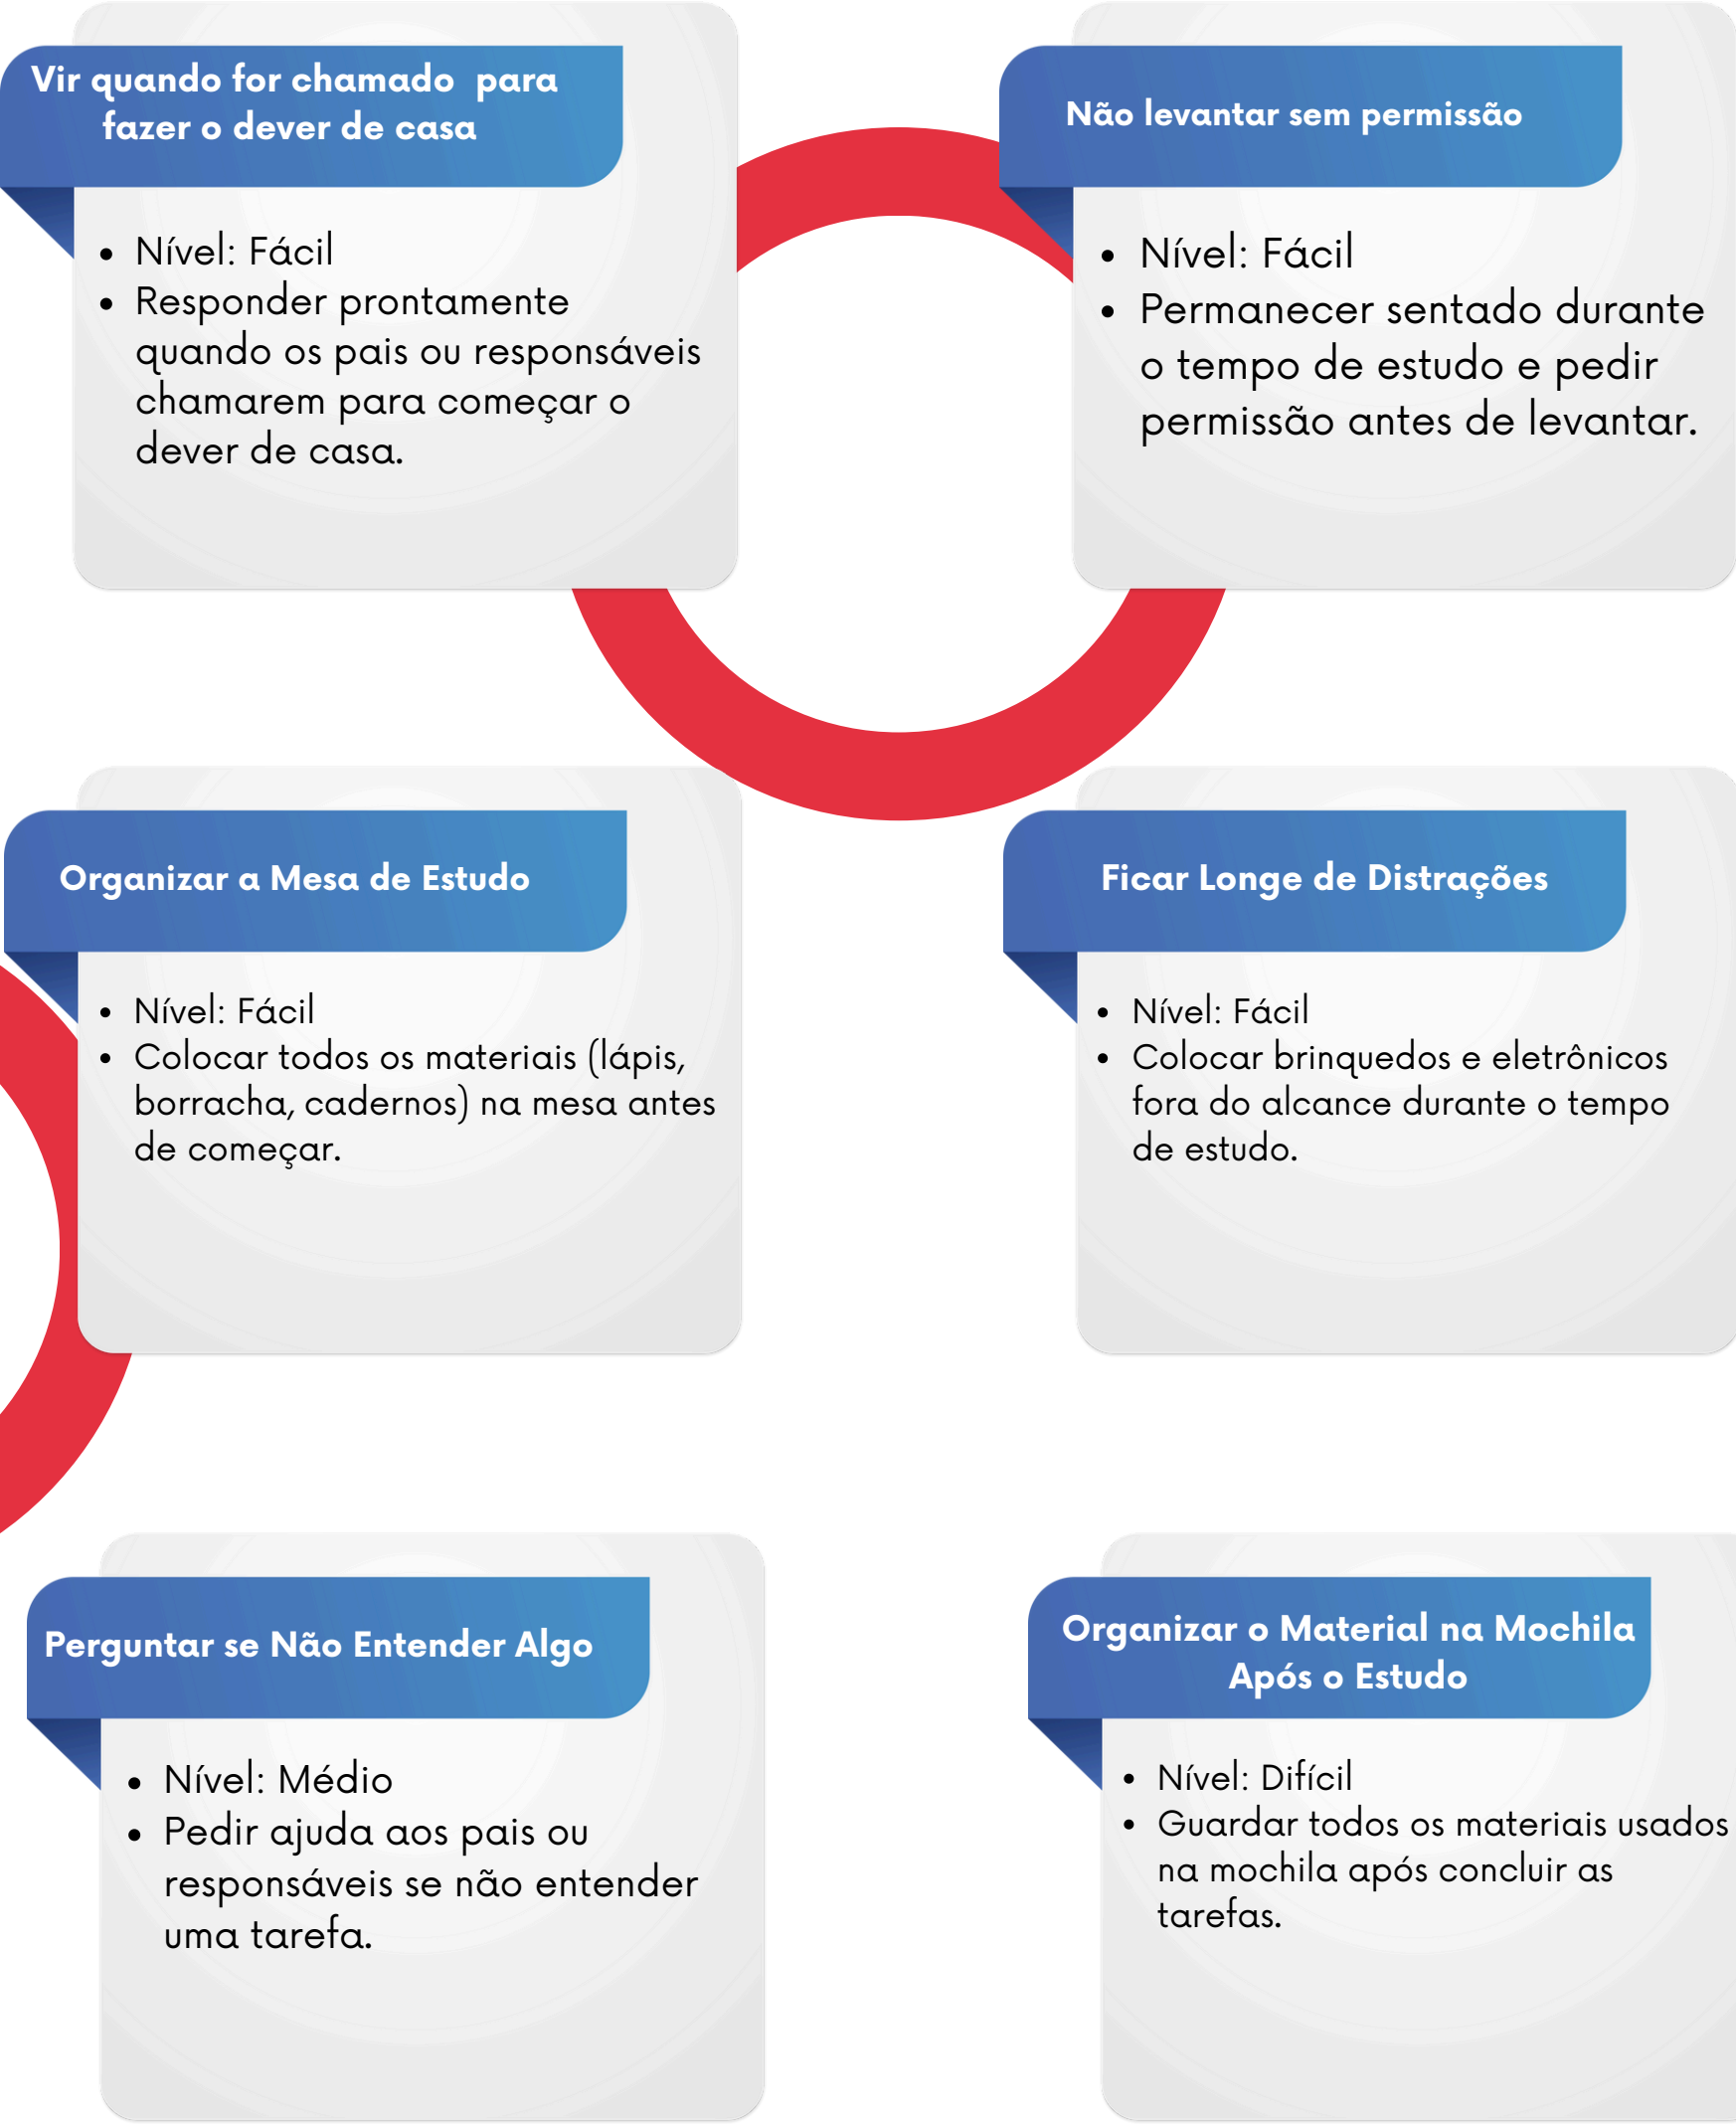 Vir quando for chamado  para
fazer o dever de casa
• Nível: Fácil
• Responder prontamente
quando os pais ou responsáveis
chamarem para começar o
dever de casa.
Não levantar sem permissão
• Nível: Fácil
• Permanecer sentado durante
o tempo de estudo e pedir
permissão antes de levantar.
Organizar a Mesa de Estudo
• Nível: Fácil
• Colocar todos os materiais (lápis,
borracha, cadernos) na mesa antes
de começar.
Ficar Longe de Distrações
• Nível: Fácil
• Colocar brinquedos e eletrônicos
fora do alcance durante o tempo
de estudo.
Perguntar se Não Entender Algo
• Nível: Médio
• Pedir ajuda aos pais ou
responsáveis se não entender
uma tarefa.
Organizar o Material na Mochila
Após o Estudo
• Nível: Difícil
• Guardar todos os materiais usados
na mochila após concluir as
tarefas.